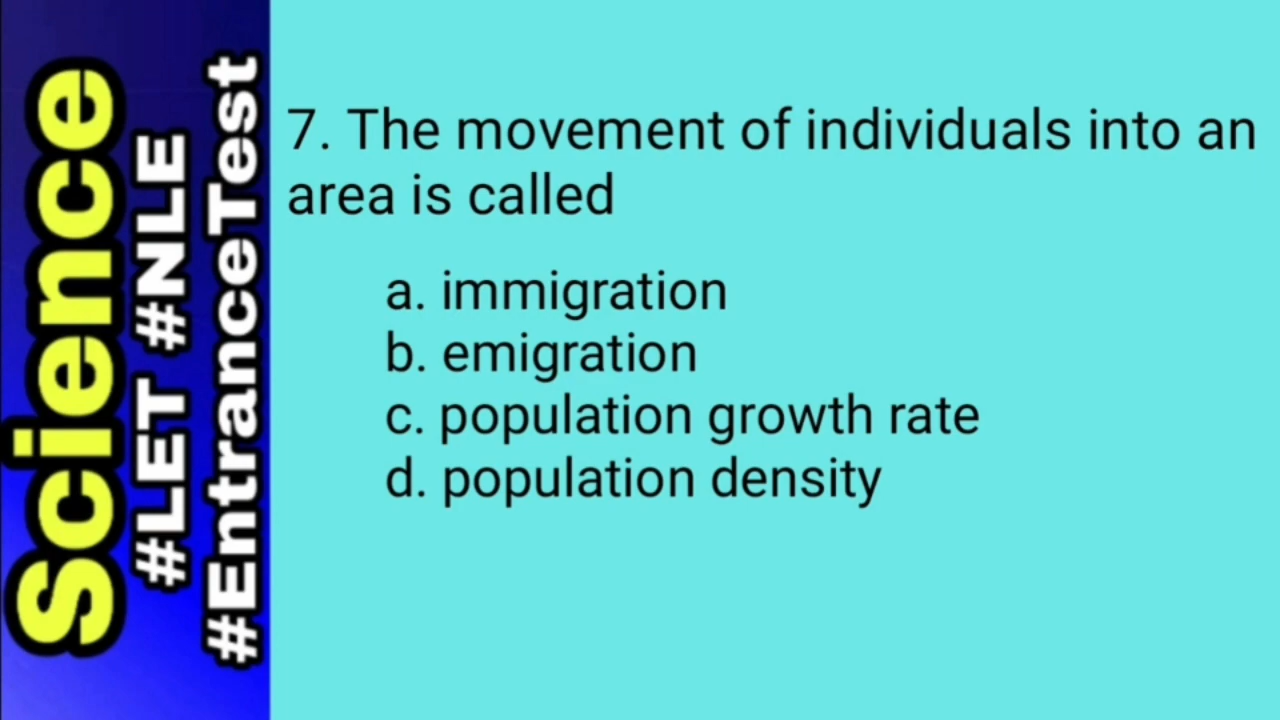 Science
#LET #NLE
#EntranceTest
7. The movement of individuals into an
area is called
a. immigration
b. emigration
c. population growth rate
d. population density